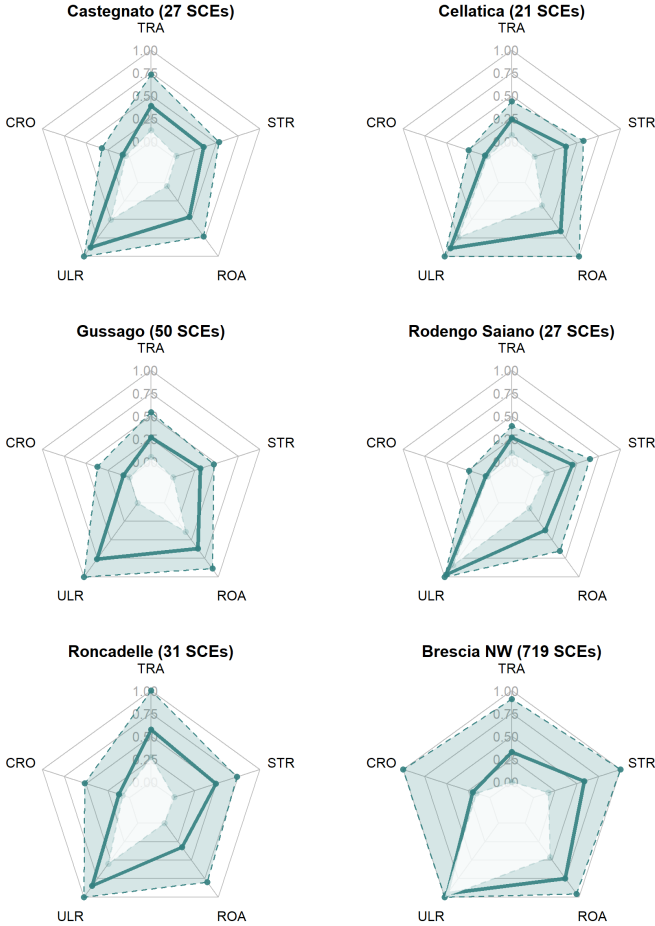 Castegnato (27 SCEs)
TRA
1.00
0.75
0.50
0.25
0.00
CRO
STR
ULR
ROA
Cellatica (21 SCEs)
TRA
1.00
0.75
0.50
0.25
0.00
CRO
STR
ULR
ROA
Gussago (50 SCEs)
TRA
1.00
0.75
0.50
0.25
0.00
CRO
STR
ULR
ROA
Rodengo Saiano (27 SCEs)
TRA
1.00
0.75
0.50
0.25
0.00
CRO
STR
ULR
ROA
Roncadelle (31 SCEs)
TRA
1.00
0.75
0.50
0.25
0.00
CRO
STR
ULR
ROA
Brescia NW (719 SCEs)
TRA
1.00
0.75
0.50
0.25
0.00
CRO
STR
ULR
ROA